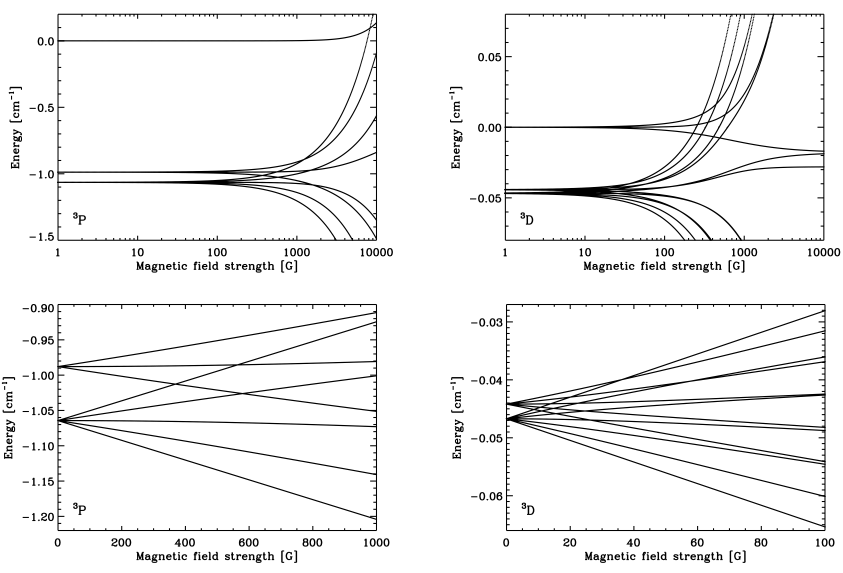 0.0
−0.5
−1.0
−1.5
Energy [cm⁻¹]
³P
1 10 100 1000 10000
Magnetic field strength [G]
0.05
0.00
−0.05
Energy [cm⁻¹]
³D
1 10 100 1000 10000
Magnetic field strength [G]
−0.90
−0.95
−1.00
−1.05
−1.10
−1.15
−1.20
Energy [cm⁻¹]
³P
0 200 400 600 800 1000
Magnetic field strength [G]
−0.03
−0.04
−0.05
−0.06
Energy [cm⁻¹]
³D
0 20 40 60 80 100
Magnetic field strength [G]